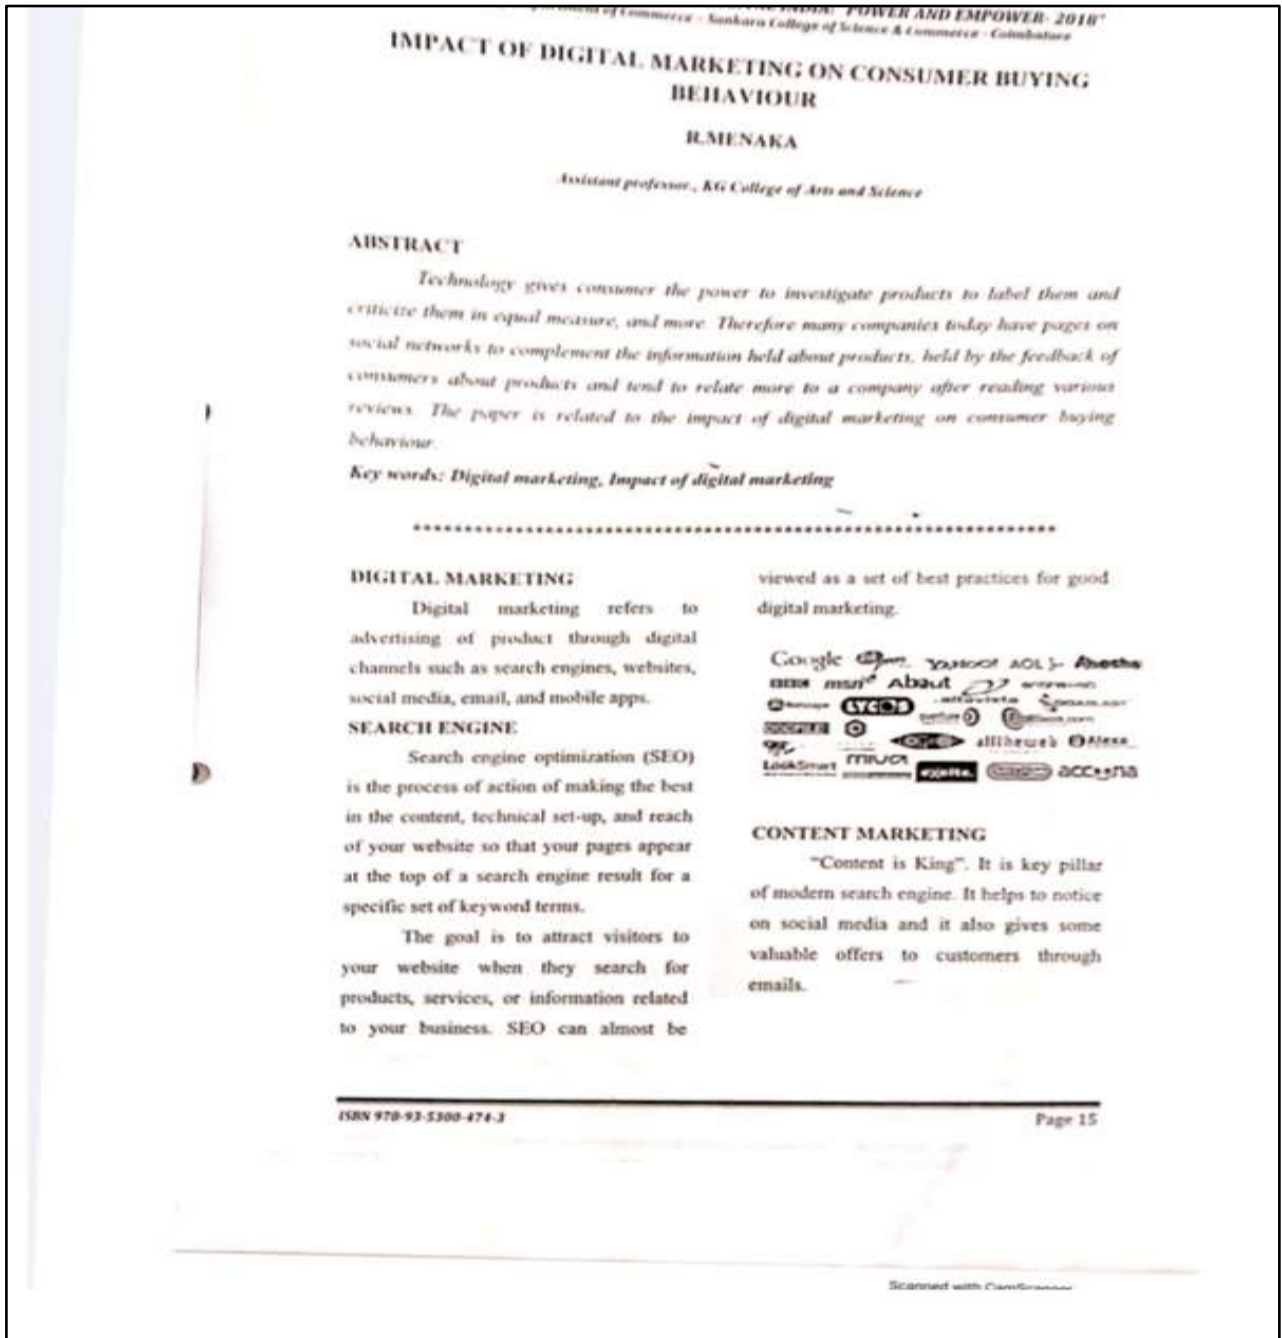 INDIA: "POWER AND EMPOWER- 2018"
of Commerce - Sankara College of Science & Commerce - Coimbatore
IMPACT OF DIGITAL MARKETING ON CONSUMER BUYING
BEHAVIOUR
R.MENAKA
Assistant professor., KG College of Arts and Science
ABSTRACT
Technology gives consumer the power to investigate products to label them and
criticize them in equal measure, and more. Therefore many companies today have pages on
social networks to complement the information held about products, held by the feedback of
consumers about products and tend to relate more to a company after reading various
reviews. The paper is related to the impact of digital marketing on consumer buying
behaviour.
Key words: Digital marketing, Impact of digital marketing
DIGITAL MARKETING
Digital marketing refers to
advertising of product through digital
channels such as search engines, websites,
social media, email, and mobile apps.
SEARCH ENGINE
Search engine optimization (SEO)
is the process of action of making the best
in the content, technical set-up, and reach
of your website so that your pages appear
at the top of a search engine result for a
specific set of keyword terms.
The goal is to attract visitors to
your website when they search for
products, services, or information related
to your business. SEO can almost be
viewed as a set of best practices for good
digital marketing.
Google YAHOO! AOL
msn About
Netscape LYCOS altavista
DOGPILE
alltheweb Alexa
LookSmart miva excite. accoona
CONTENT MARKETING
"Content is King". It is key pillar
of modern search engine. It helps to notice
on social media and it also gives some
valuable offers to customers through
emails.
ISBN 978-93-5300-474-3
Page 15
Scanned with CamScanner